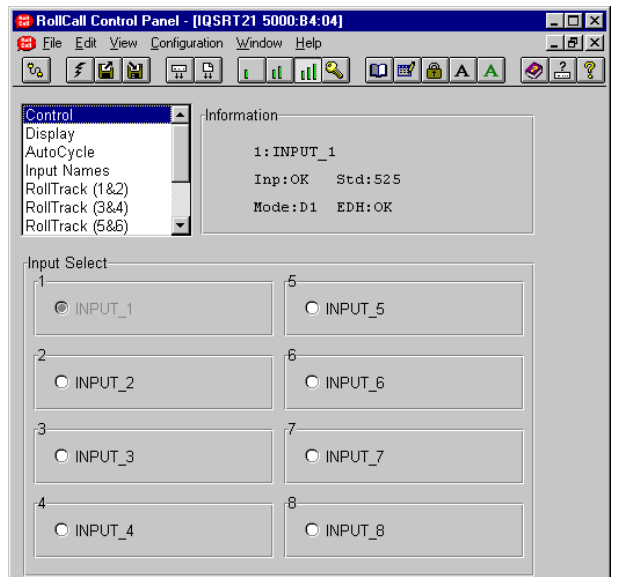 RollCall Control Panel - [IQSRT21 5000:B4:04]
File Edit View Configuration Window Help
A A ?
Control
Display
AutoCycle
Input Names
RollTrack (1&2)
RollTrack (3&4)
RollTrack (5&6)
Information
1:INPUT_1
Inp:OK Std:525
Mode:D1 EDH:OK
Input Select
1
INPUT_1
2
INPUT_2
3
INPUT_3
4
INPUT_4
5
INPUT_5
6
INPUT_6
7
INPUT_7
8
INPUT_8